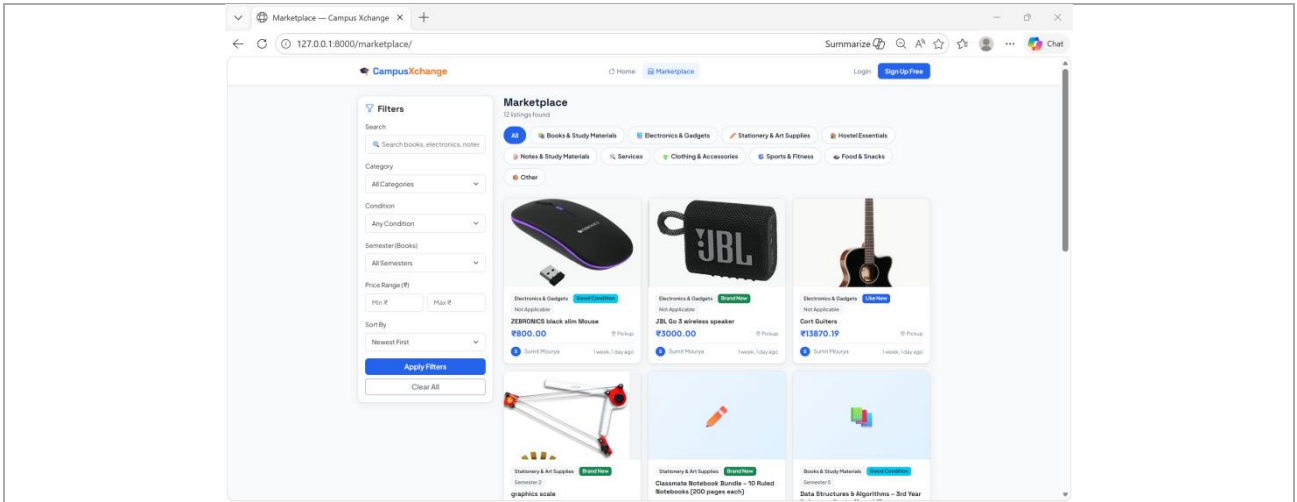 Marketplace — Campus Xchange
127.0.0.1:8000/marketplace/
Summarize
Chat
CampusXchange
Home
Marketplace
Login
Sign Up Free
Filters
Search
Search books, electronics, notes
Category
All Categories
Condition
Any Condition
Semester (Books)
All Semesters
Price Range (₹)
Min ₹
Max ₹
Sort By
Newest First
Apply Filters
Clear All
Marketplace
12 listings found
All
Books & Study Materials
Electronics & Gadgets
Stationery & Art Supplies
Hostel Essentials
Notes & Study Materials
Services
Clothing & Accessories
Sports & Fitness
Food & Snacks
Other
Electronics & Gadgets
Good Condition
Not Applicable
ZEBRONICS black slim Mouse
₹800.00
Pickup
S
Sumit Mourya
1 week, 1 day ago
JBL
Electronics & Gadgets
Brand New
Not Applicable
JBL Go 3 wireless speaker
₹3000.00
Pickup
S
Sumit Mourya
1 week, 1 day ago
Electronics & Gadgets
Like New
Not Applicable
Cort Guiters
₹13870.19
Pickup
S
Sumit Mourya
1 week, 1 day ago
Stationery & Art Supplies
Brand New
Semester 2
graphics scale
Stationery & Art Supplies
Brand New
Classmate Notebook Bundle – 10 Ruled
Notebooks (200 pages each)
Books & Study Materials
Good Condition
Semester 5
Data Structures & Algorithms – 3rd Year